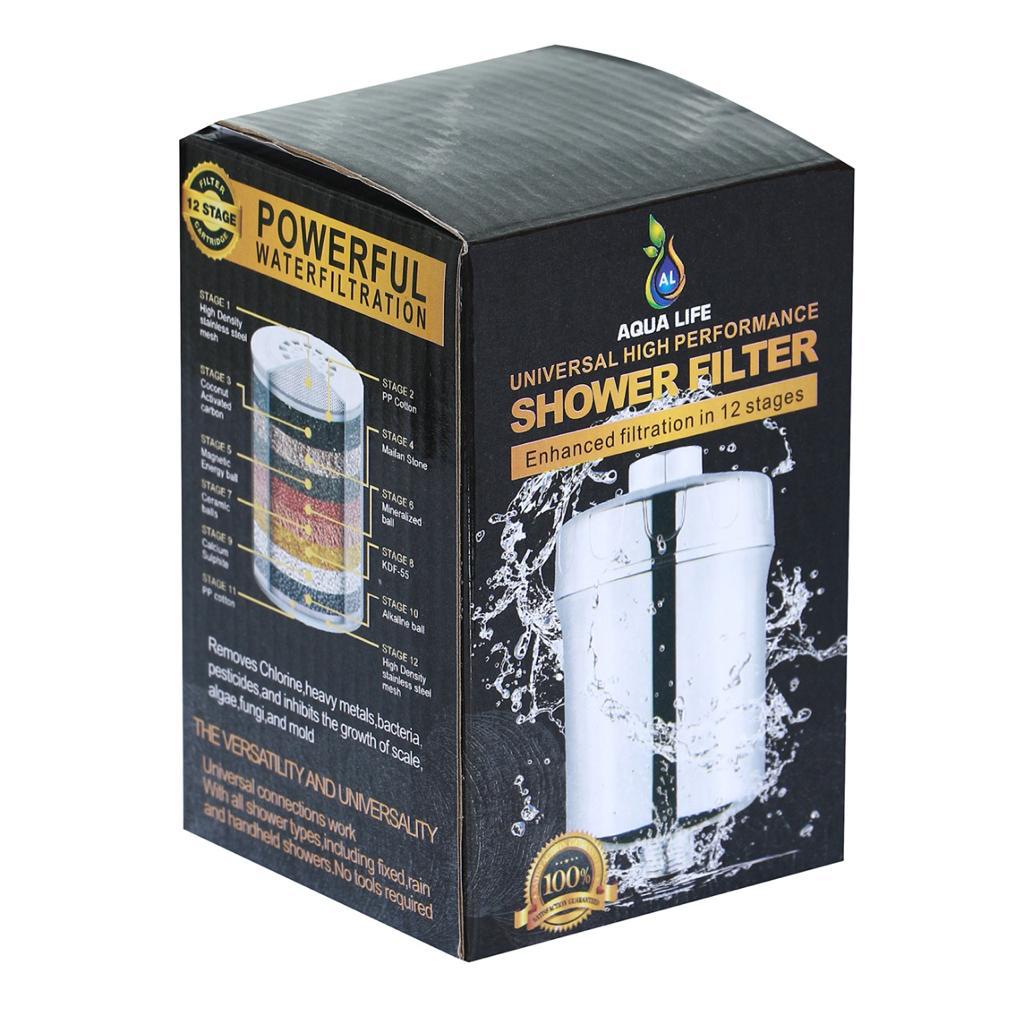 FILTER
12 STAGE
CARTRIDGE
POWERFUL
WATERFILTRATION
STAGE 1
High Density
stainless steel
mesh
STAGE 2
PP Cotton
STAGE 3
Coconut
Activated
carbon
STAGE 4
Maifan Stone
STAGE 5
Magnetic
Energy ball
STAGE 6
Mineralized
ball
STAGE 7
Ceramic
balls
STAGE 8
KDF-55
STAGE 9
Calcium
Sulphite
STAGE 10
Alkaline ball
STAGE 11
PP cotton
STAGE 12
High Density
stainless steel
mesh
Removes Chlorine,heavy metals,bacteria,
pesticides,and inhibits the growth of scale,
algae,fungi,and mold
THE VERSATILITY AND UNIVERSALITY
Universal connections work
With all shower types,including fixed,rain
and handheld showers.No tools required
AL
AQUA LIFE
UNIVERSAL HIGH PERFORMANCE
SHOWER FILTER
Enhanced filtration in 12 stages
100%
SATISFACTION GUARANTEED